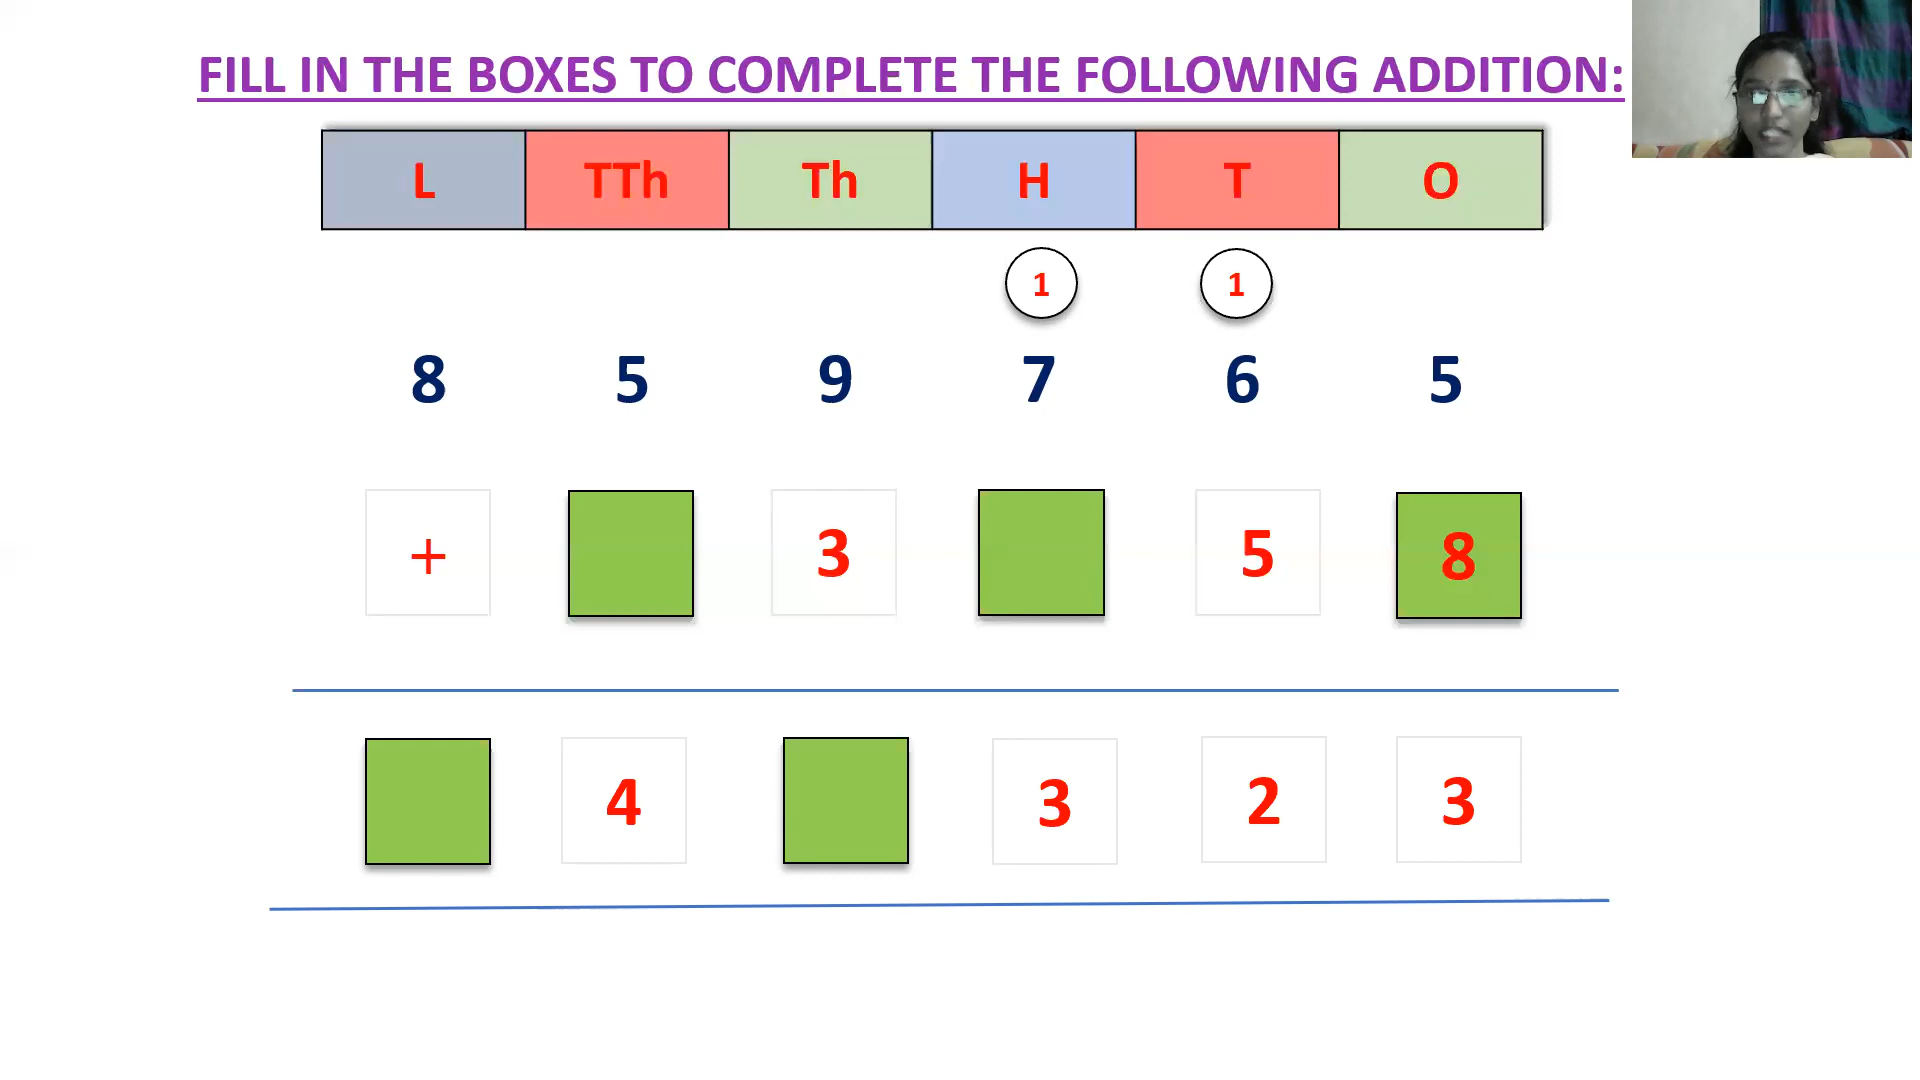 FILL IN THE BOXES TO COMPLETE THE FOLLOWING ADDITION:
L TTh Th H T O
1 1
8 5 9 7 6 5
+ 3 5 8
4 3 2 3